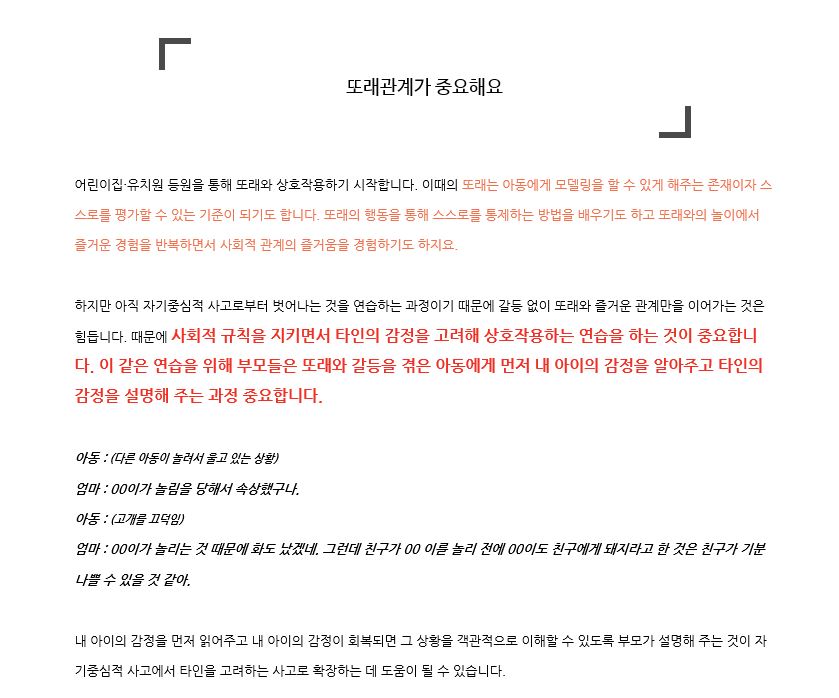 또래관계가 중요해요
어린이집·유치원 등원을 통해 또래와 상호작용하기 시작합니다. 이때의 또래는 아동에게 모델링을 할 수 있게 해주는 존재이자 스
스로를 평가할 수 있는 기준이 되기도 합니다. 또래의 행동을 통해 스스로를 통제하는 방법을 배우기도 하고 또래와의 놀이에서
즐거운 경험을 반복하면서 사회적 관계의 즐거움을 경험하기도 하지요.
하지만 아직 자기중심적 사고로부터 벗어나는 것을 연습하는 과정이기 때문에 갈등 없이 또래와 즐거운 관계만을 이어가는 것은
힘듭니다. 때문에 사회적 규칙을 지키면서 타인의 감정을 고려해 상호작용하는 연습을 하는 것이 중요합니
다. 이 같은 연습을 위해 부모들은 또래와 갈등을 겪은 아동에게 먼저 내 아이의 감정을 알아주고 타인의
감정을 설명해 주는 과정 중요합니다.
아동 : (다른 아동이 놀려서 울고 있는 상황)
엄마 : 00이가 놀림을 당해서 속상했구나.
아동 : (고개를 끄덕임)
엄마 : 00이가 놀리는 것 때문에 화도 났겠네. 그런데 친구가 00 이를 놀리 전에 00이도 친구에게 돼지라고 한 것은 친구가 기분
나쁠 수 있을 것 같아.
내 아이의 감정을 먼저 읽어주고 내 아이의 감정이 회복되면 그 상황을 객관적으로 이해할 수 있도록 부모가 설명해 주는 것이 자
기중심적 사고에서 타인을 고려하는 사고로 확장하는 데 도움이 될 수 있습니다.